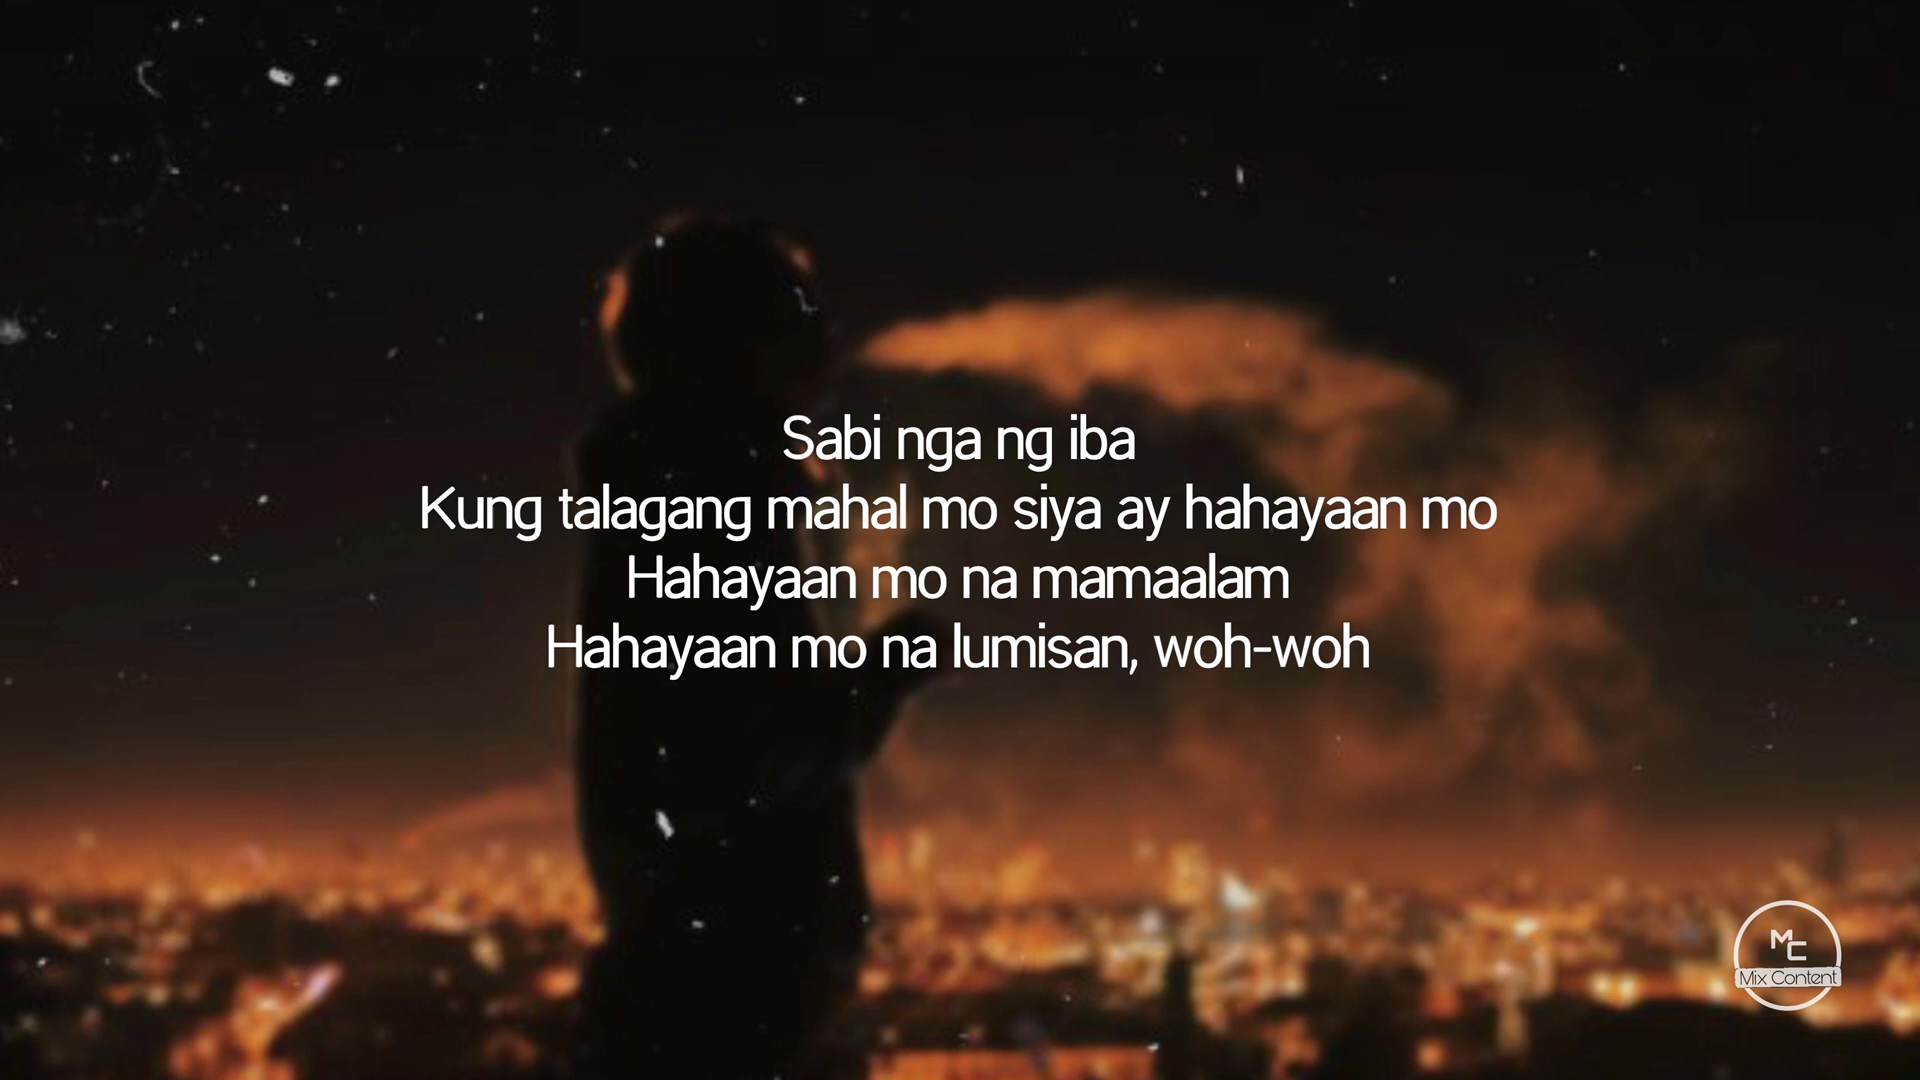 Sabi nga ng iba
Kung talagang mahal mo siya ay hahayaan mo
Hahayaan mo na mamaalam
Hahayaan mo na lumisan, woh-woh
MC
Mix Content